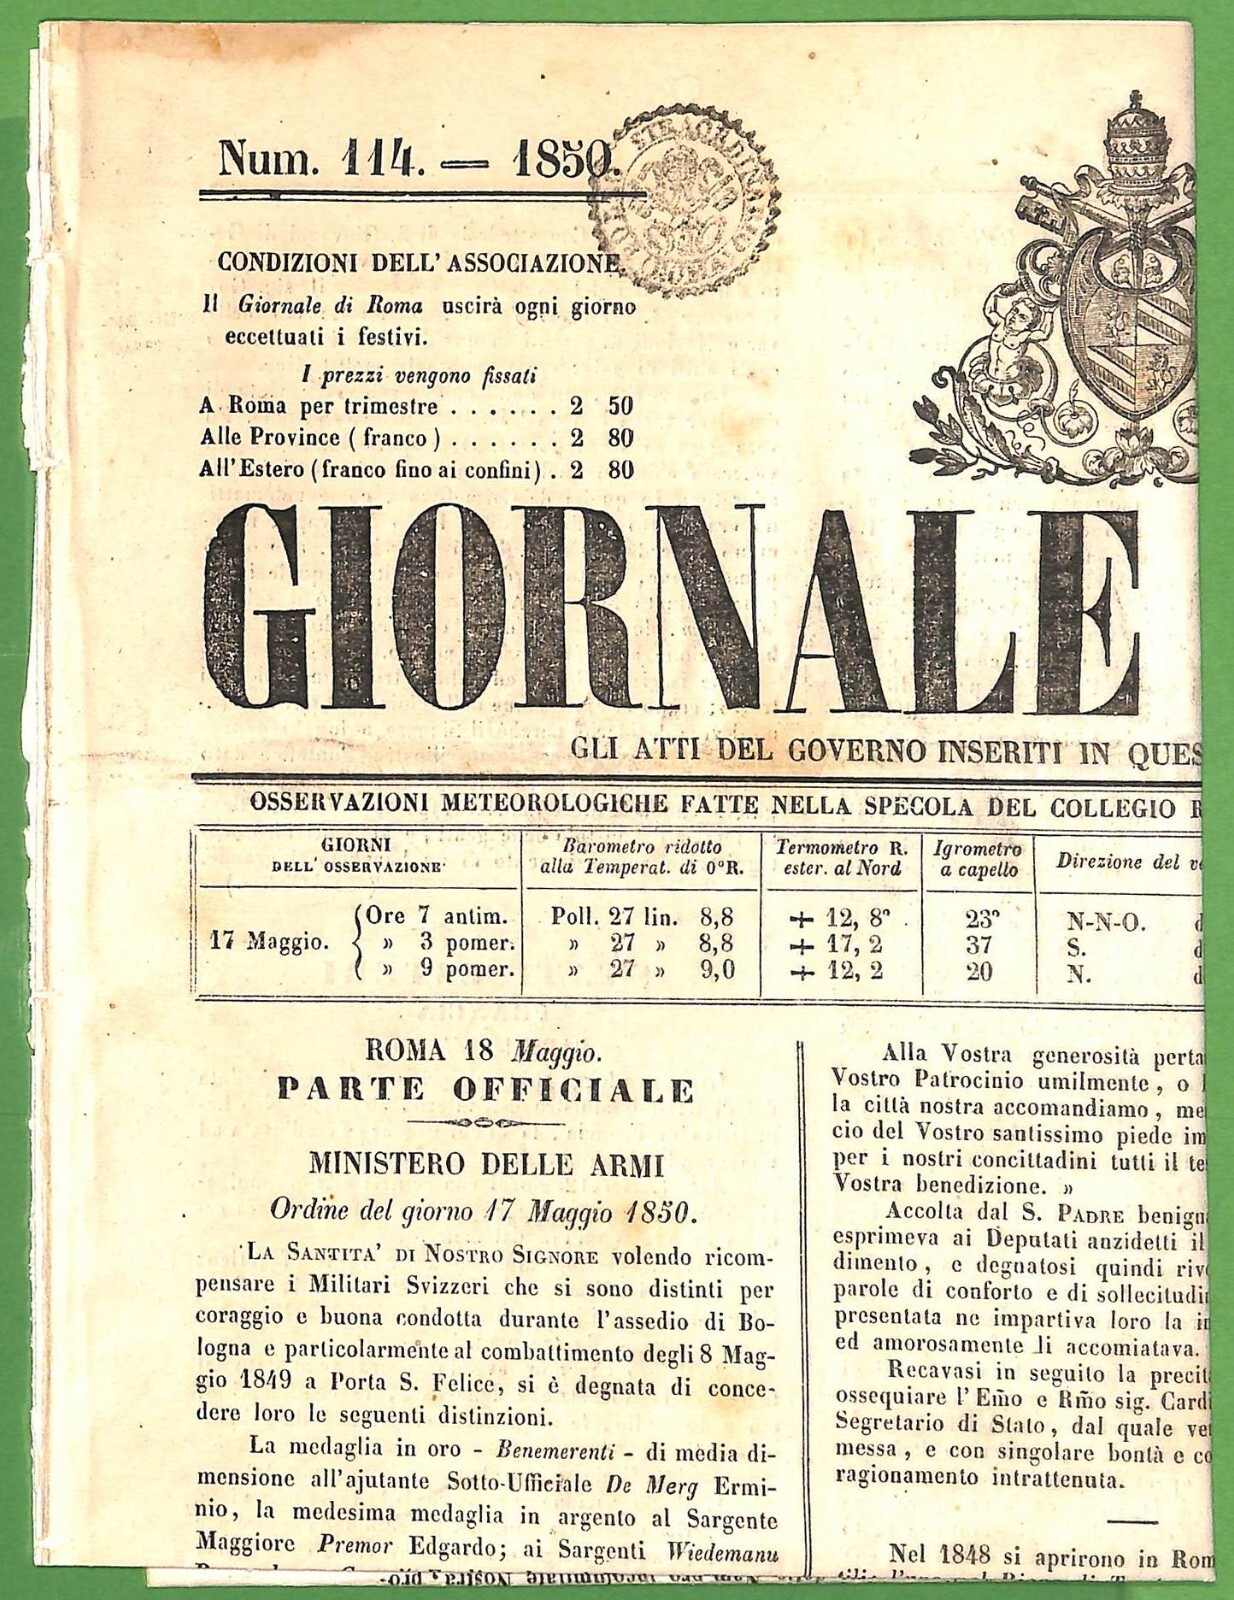 Num. 114. — 1850.
STRAORDINARIO
CONDIZIONI DELL'ASSOCIAZIONE
Il Giornale di Roma uscirà ogni giorno
eccettuati i festivi.
I prezzi vengono fissati
A Roma per trimestre . . . . . . 2 50
Alle Province ( franco ) . . . . . . 2 80
All'Estero (franco fino ai confini) . 2 80
GIORNALE
GLI ATTI DEL GOVERNO INSERITI IN QUES
OSSERVAZIONI METEOROLOGICHE FATTE NELLA SPECOLA DEL COLLEGIO R
GIORNI
DELL' OSSERVAZIONE
Barometro ridotto
alla Temperat. di 0°R.
Termometro R.
ester. al Nord
Igrometro
a capello
Direzione del ve
17 Maggio. Ore 7 antim. Poll. 27 lin. 8,8 + 12, 8° . 23° N-N-O. d
» 3 pomer. » 27 » 8,8 + 17, 2 37 S. d
» 9 pomer. » 27 » 9,0 + 12, 2 20 N. d
ROMA 18 Maggio.
PARTE OFFICIALE
MINISTERO DELLE ARMI
Ordine del giorno 17 Maggio 1850.
LA SANTITA' DI NOSTRO SIGNORE volendo ricom-
pensare i Militari Svizzeri che si sono distinti per
coraggio e buona condotta durante l'assedio di Bo-
logna e particolarmente al combattimento degli 8 Mag-
gio 1849 a Porta S. Felice, si è degnata di conce-
dere loro le seguenti distinzioni.
La medaglia in oro - Benemerenti - di media di-
mensione all'ajutante Sotto-Ufficiale De Merg Ermi-
nio, la medesima medaglia in argento al Sargente
Maggiore Premor Edgardo; ai Sargenti Wiedemanu
Alla Vostra generosità perta
Vostro Patrocinio umilmente , o
la città nostra accomandiamo , me
cio del Vostro santissimo piede im
per i nostri concittadini tutti il te
Vostra benedizione. »
Accolta dal S. PADRE benign
esprimeva ai Deputati anzidetti il
dimento , e degnatosi quindi riv
parole di conforto e di sollecitudi
presentata ne impartiva loro la
ed amorosamente li accomiatava.
Recavasi in seguito la precit
ossequiare l' Emo e Rmo sig. Card
Segretario di Stato, dal quale ve
messa , e con singolare bontà e co
ragionamento intrattenuta.
Nel 1848 si aprirono in Rom